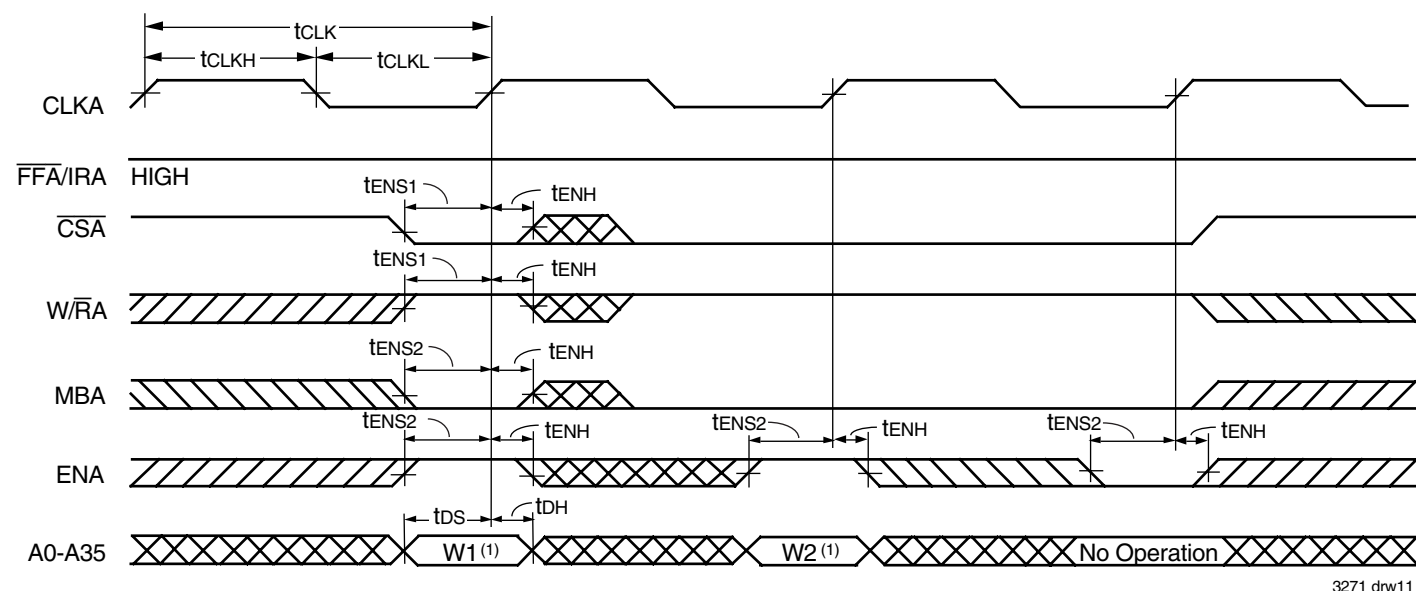 tCLK
tCLKH
tCLKL
CLKA
FFA/IRA HIGH
tENS1
tENH
CSA
tENS1
tENH
W/RA
tENS2
tENH
MBA
tENS2
tENH
tENS2
tENH
tENS2
tENH
ENA
tDS
tDH
A0-A35
W1 (1)
W2 (1)
No Operation
3271 drw11